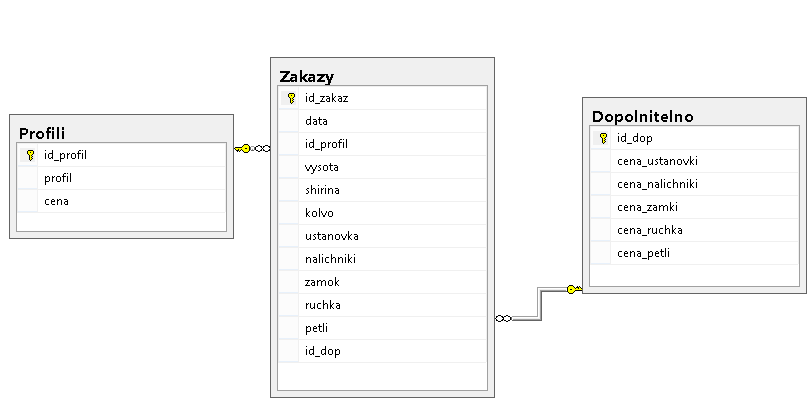 Profili
id_profil
profil
cena
Zakazy
id_zakaz
data
id_profil
vysota
shirina
kolvo
ustanovka
nalichniki
zamok
ruchka
petli
id_dop
Dopolnitelno
id_dop
cena_ustanovki
cena_nalichniki
cena_zamki
cena_ruchka
cena_petli